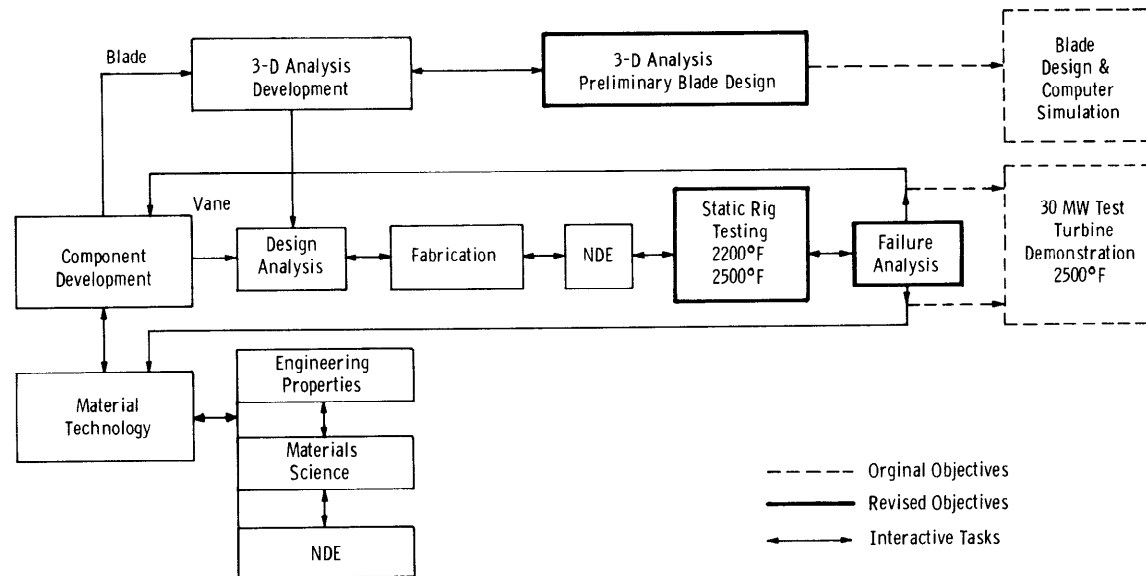 Blade
3-D Analysis
Development
3-D Analysis
Preliminary Blade Design
Blade
Design &
Computer
Simulation
Vane
Component
Development
Design
Analysis
Fabrication
NDE
Static Rig
Testing
2200°F
2500°F
Failure
Analysis
30 MW Test
Turbine
Demonstration
2500°F
Material
Technology
Engineering
Properties
Materials
Science
NDE
Orginal Objectives
Revised Objectives
Interactive Tasks